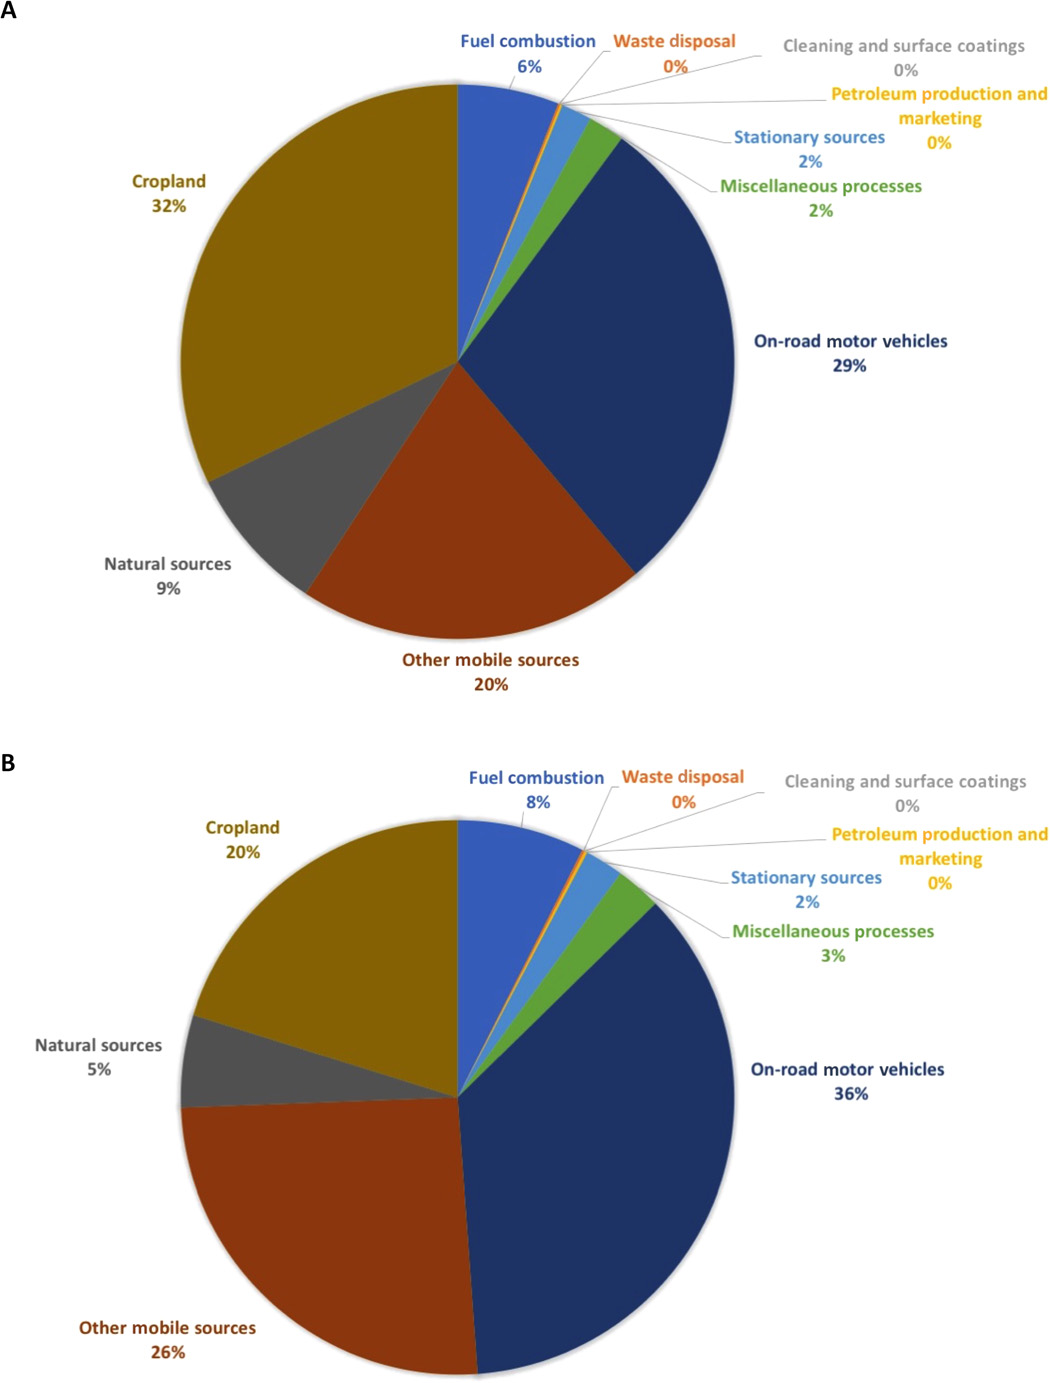 A
Fuel combustion
6%
Waste disposal
0%
Cleaning and surface coatings
0%
Petroleum production and
marketing
0%
Stationary sources
2%
Miscellaneous processes
2%
Cropland
32%
On-road motor vehicles
29%
Natural sources
9%
Other mobile sources
20%
B
Fuel combustion
8%
Waste disposal
0%
Cleaning and surface coatings
0%
Petroleum production and
marketing
0%
Stationary sources
2%
Miscellaneous processes
3%
Cropland
20%
Natural sources
5%
On-road motor vehicles
36%
Other mobile sources
26%